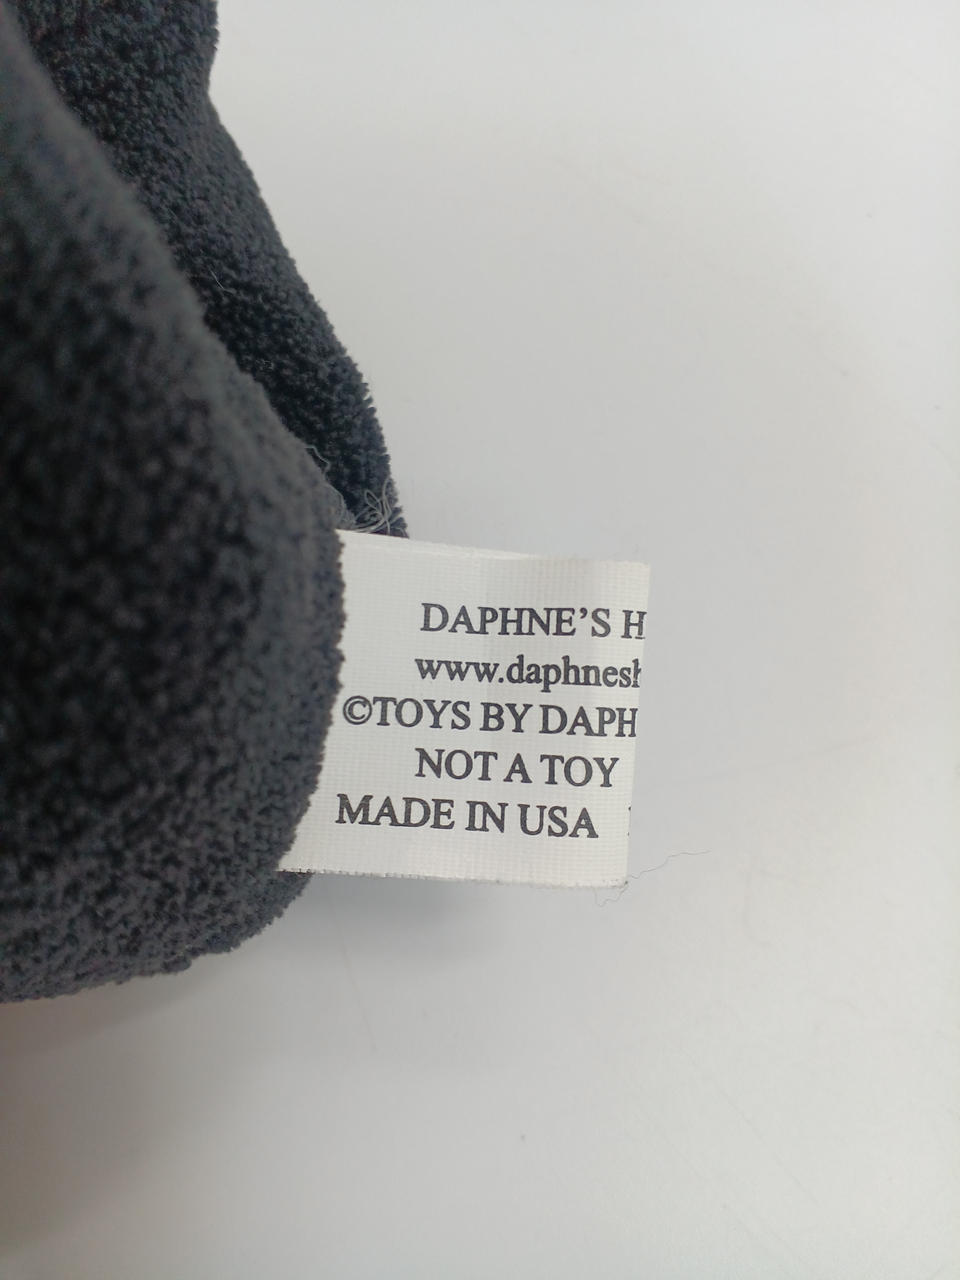 DAPHNE'S H
www.daphnesh
©TOYS BY DAPH
NOT A TOY
MADE IN USA